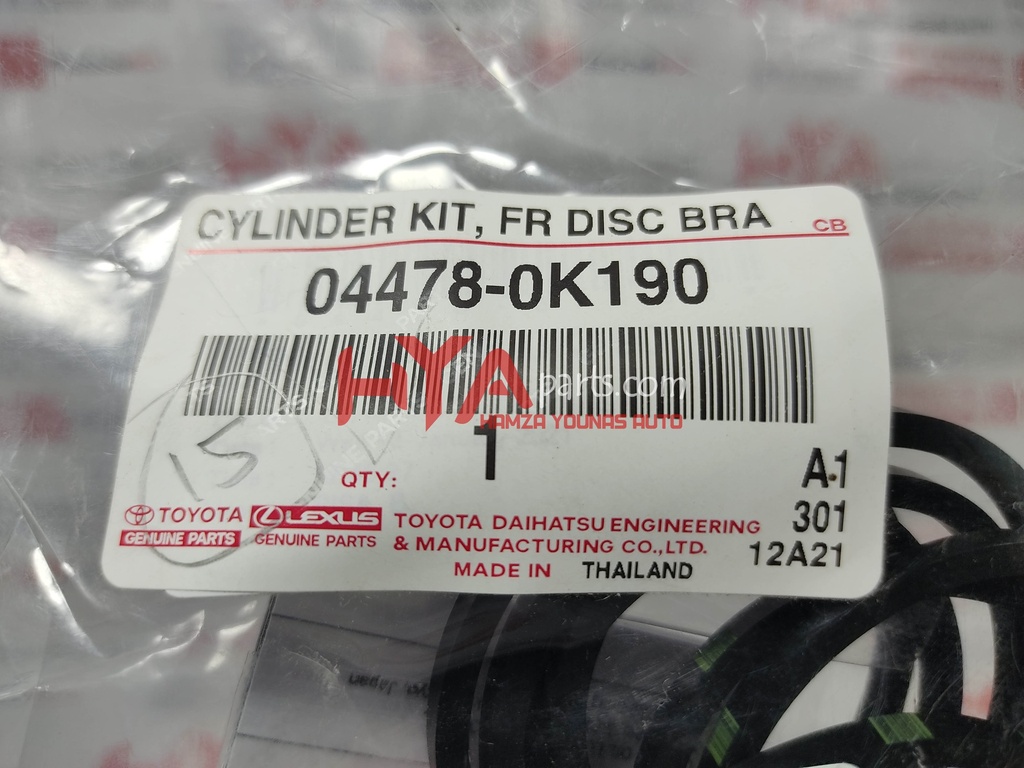 CYLINDER KIT, FR DISC BRA CB
04478-0K190
HYA parts.com
HAMZA YOUNAS AUTO
15
QTY: 1
A.1
301
12A21
TOYOTA
GENUINE PARTS
LEXUS
GENUINE PARTS
TOYOTA DAIHATSU ENGINEERING
& MANUFACTURING CO.,LTD.
MADE IN THAILAND
Japan